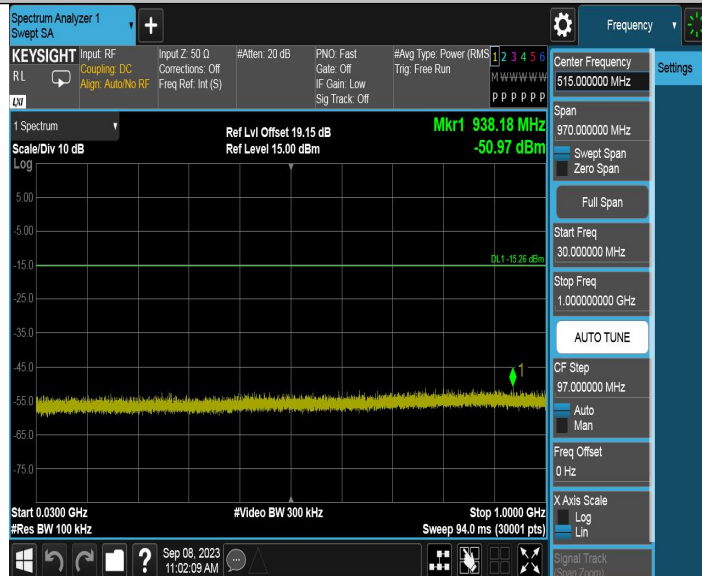 Spectrum Analyzer 1
Swept SA
+
Frequency
KEYSIGHT
RL
LXI
Input: RF
Coupling: DC
Align: Auto/No RF
Input Z: 50 Ω
Corrections: Off
Freq Ref: Int (S)
#Atten: 20 dB
PNO: Fast
Gate: Off
IF Gain: Low
Sig Track: Off
#Avg Type: Power (RMS
Trig: Free Run
1 2 3 4 5 6
M W W W W W
P P P P P P
1 Spectrum
Scale/Div 10 dB
Log
Ref Lvl Offset 19.15 dB
Ref Level 15.00 dBm
Mkr1 938.18 MHz
-50.97 dBm
5.00
-5.00
-15.0
-25.0
-35.0
-45.0
-55.0
-65.0
-75.0
DL1 -15.26 dBm
1
Start 0.0300 GHz
#Res BW 100 kHz
#Video BW 300 kHz
Stop 1.0000 GHz
Sweep 94.0 ms (30001 pts)
?
Sep 08, 2023
11:02:09 AM
Center Frequency
515.000000 MHz
Span
970.000000 MHz
Swept Span
Zero Span
Full Span
Start Freq
30.000000 MHz
Stop Freq
1.000000000 GHz
AUTO TUNE
CF Step
97.000000 MHz
Auto
Man
Freq Offset
0 Hz
X Axis Scale
Log
Lin
Signal Track
(Span Zoom)
Settings